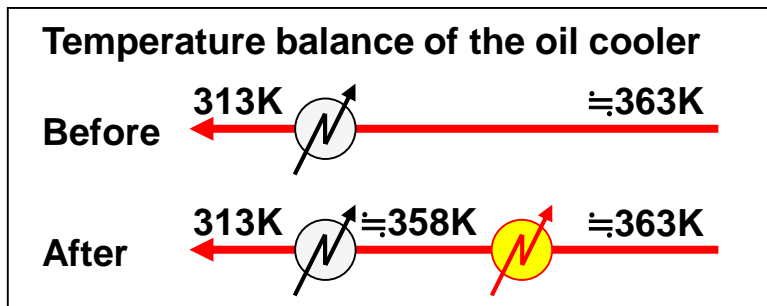 Temperature balance of the oil cooler
313K ≒363K
Before
313K ≒358K ≒363K
After